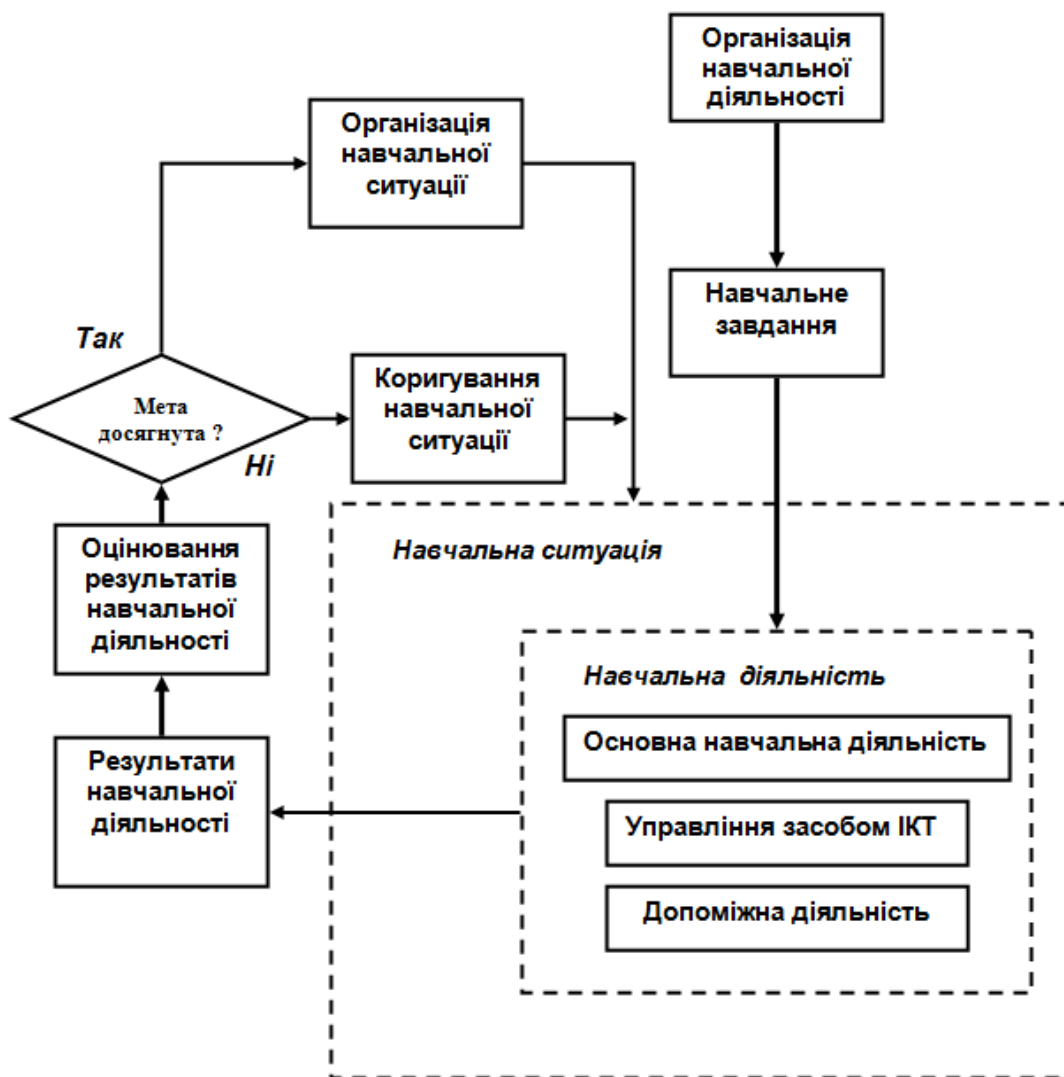 Організація
навчальної
діяльності
Організація
навчальної
ситуації
Навчальне
завдання
Так
Мета
досягнута ?
Ні
Коригування
навчальної
ситуації
Оцінювання
результатів
навчальної
діяльності
Навчальна ситуація
Навчальна діяльність
Основна навчальна діяльність
Управління засобом ІКТ
Допоміжна діяльність
Результати
навчальної
діяльності